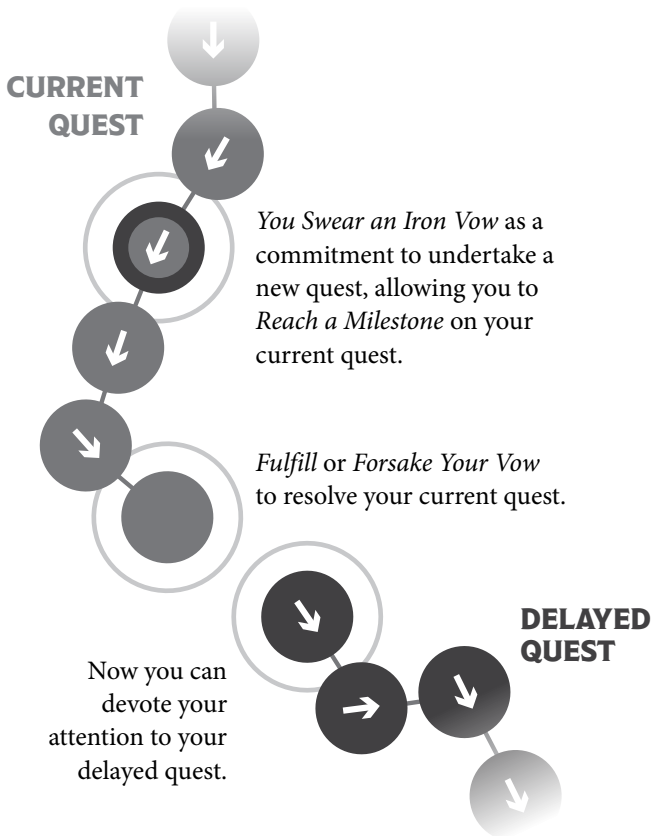 CURRENT
QUEST
You Swear an Iron Vow as a
commitment to undertake a
new quest, allowing you to
Reach a Milestone on your
current quest.
Fulfill or Forsake Your Vow
to resolve your current quest.
DELAYED
QUEST
Now you can
devote your
attention to your
delayed quest.